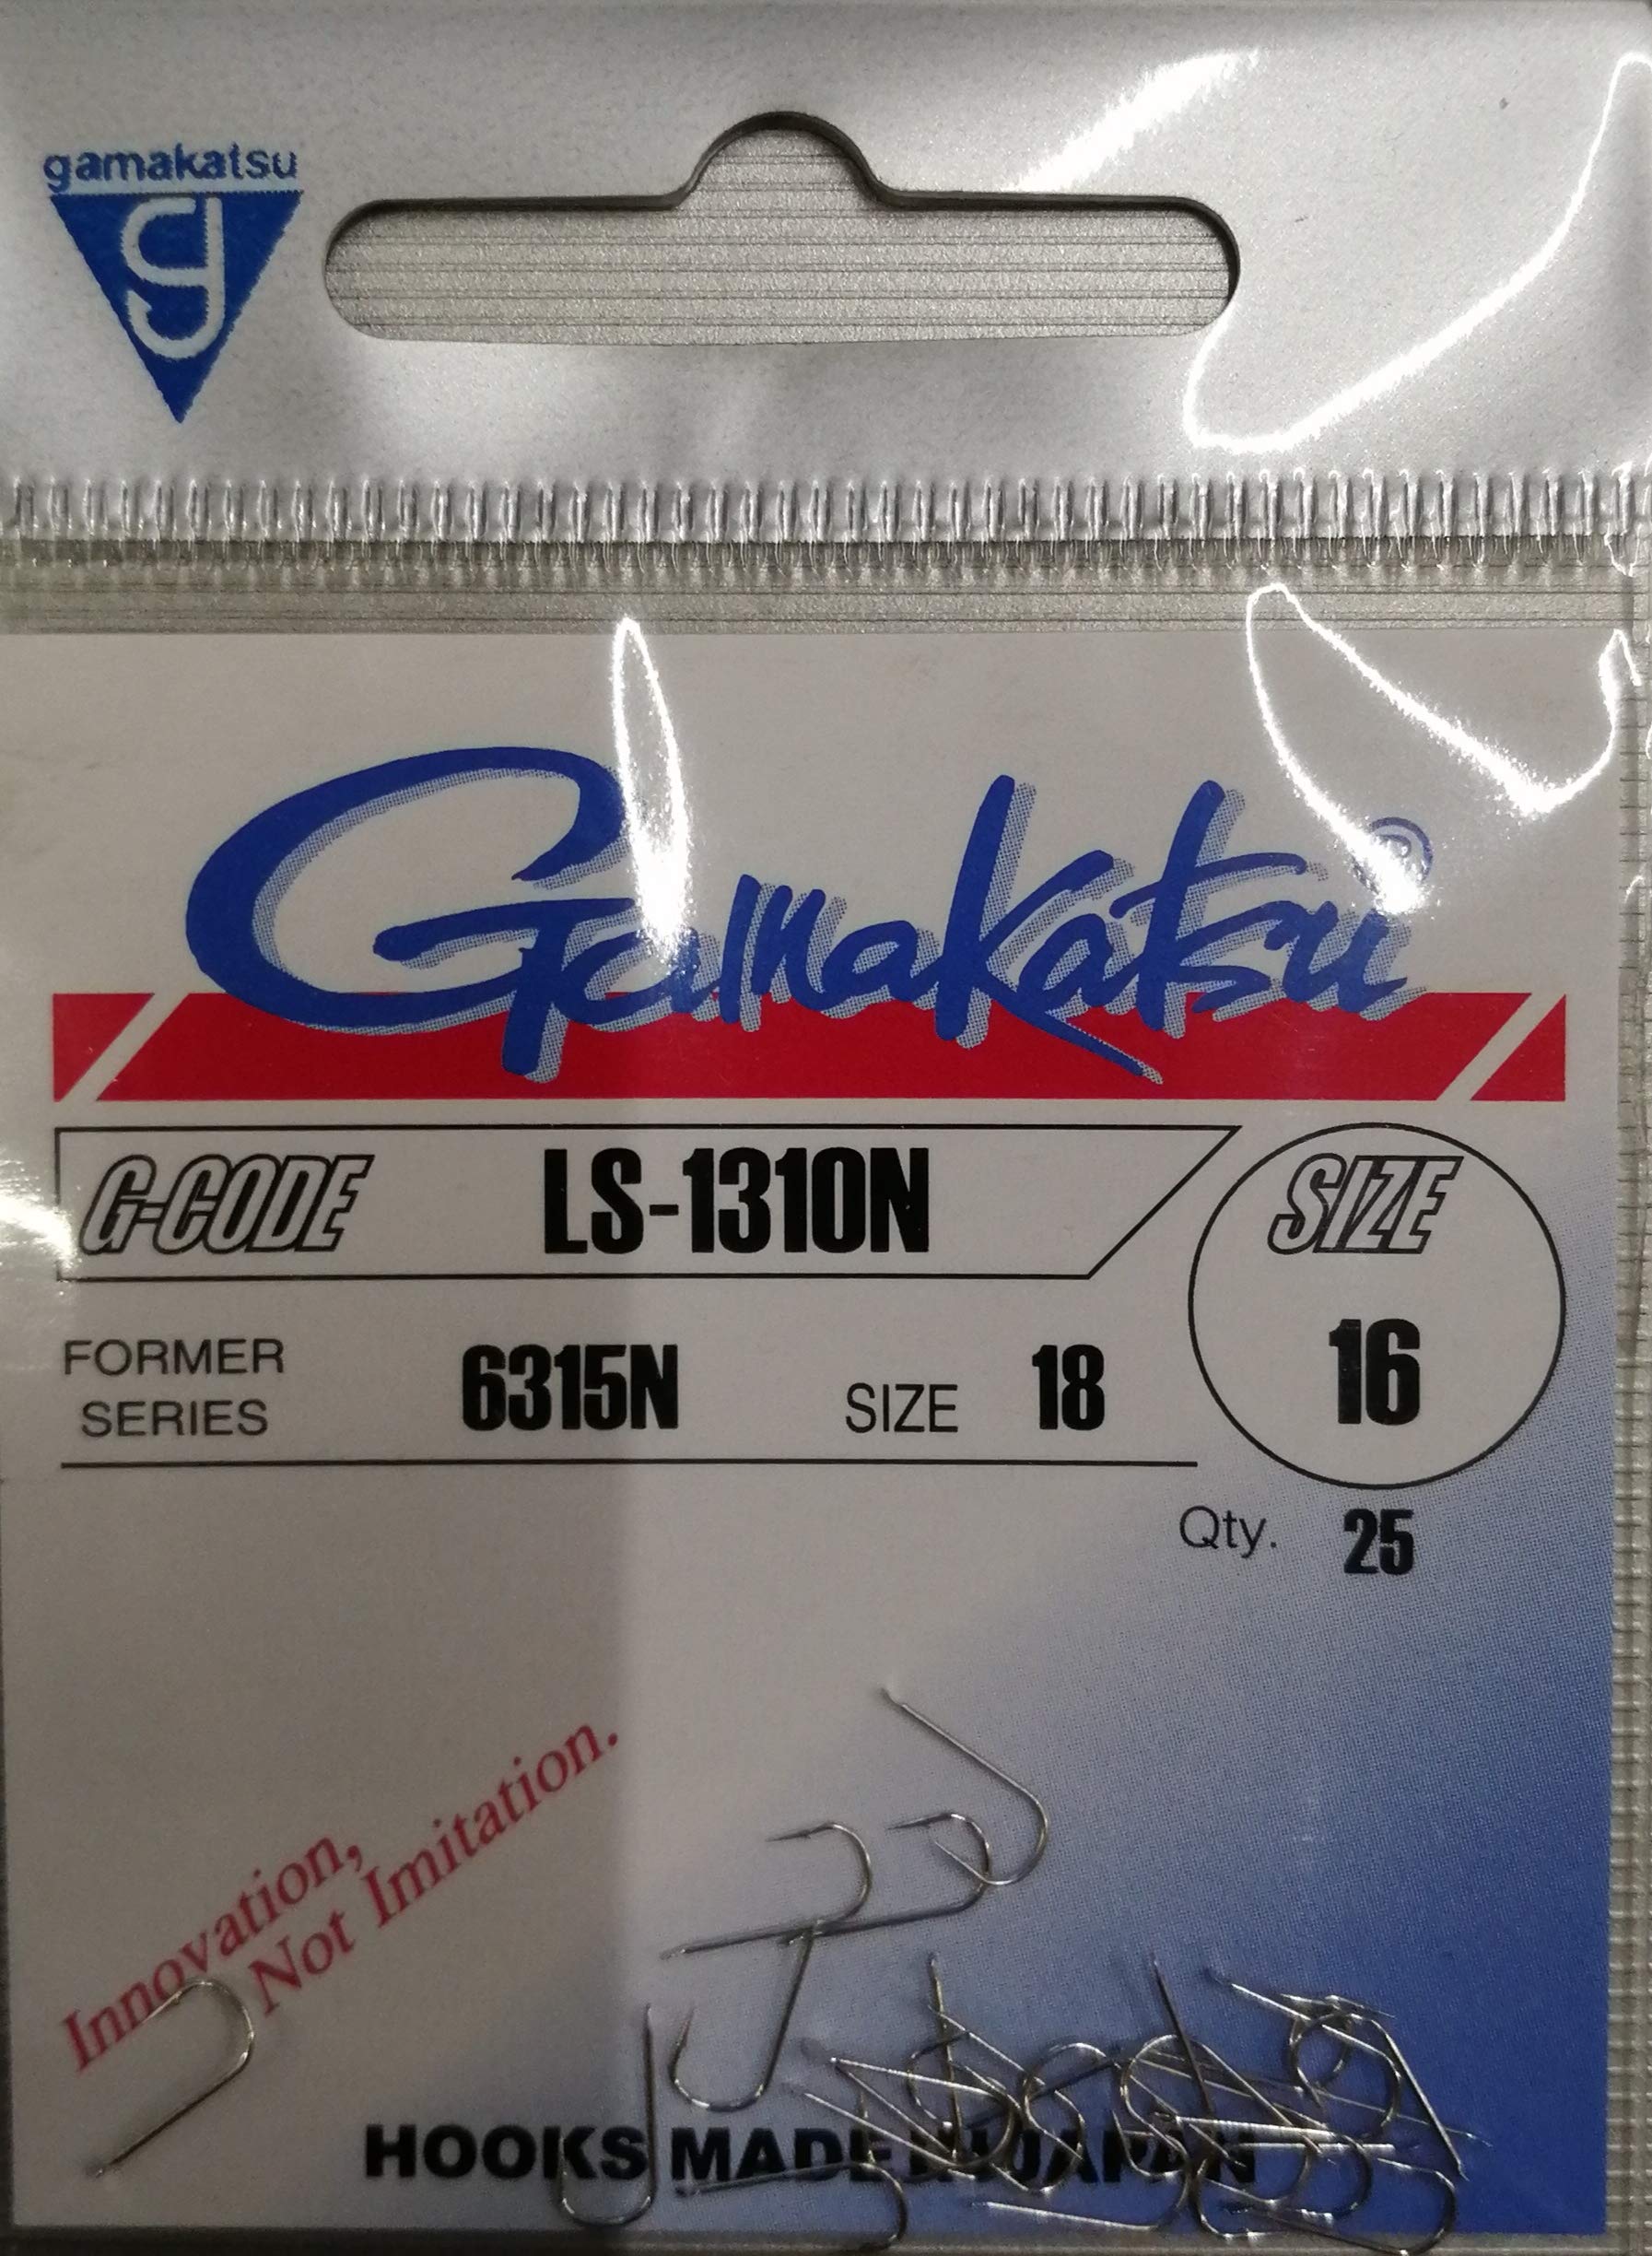 gamakatsu
g
Gamakatsu®
G-CODE LS-1310N SIZE
FORMER SERIES 6315N SIZE 18 16
Qty. 25
Innovation,
Not Imitation.
HOOKS MADE IN JAPAN